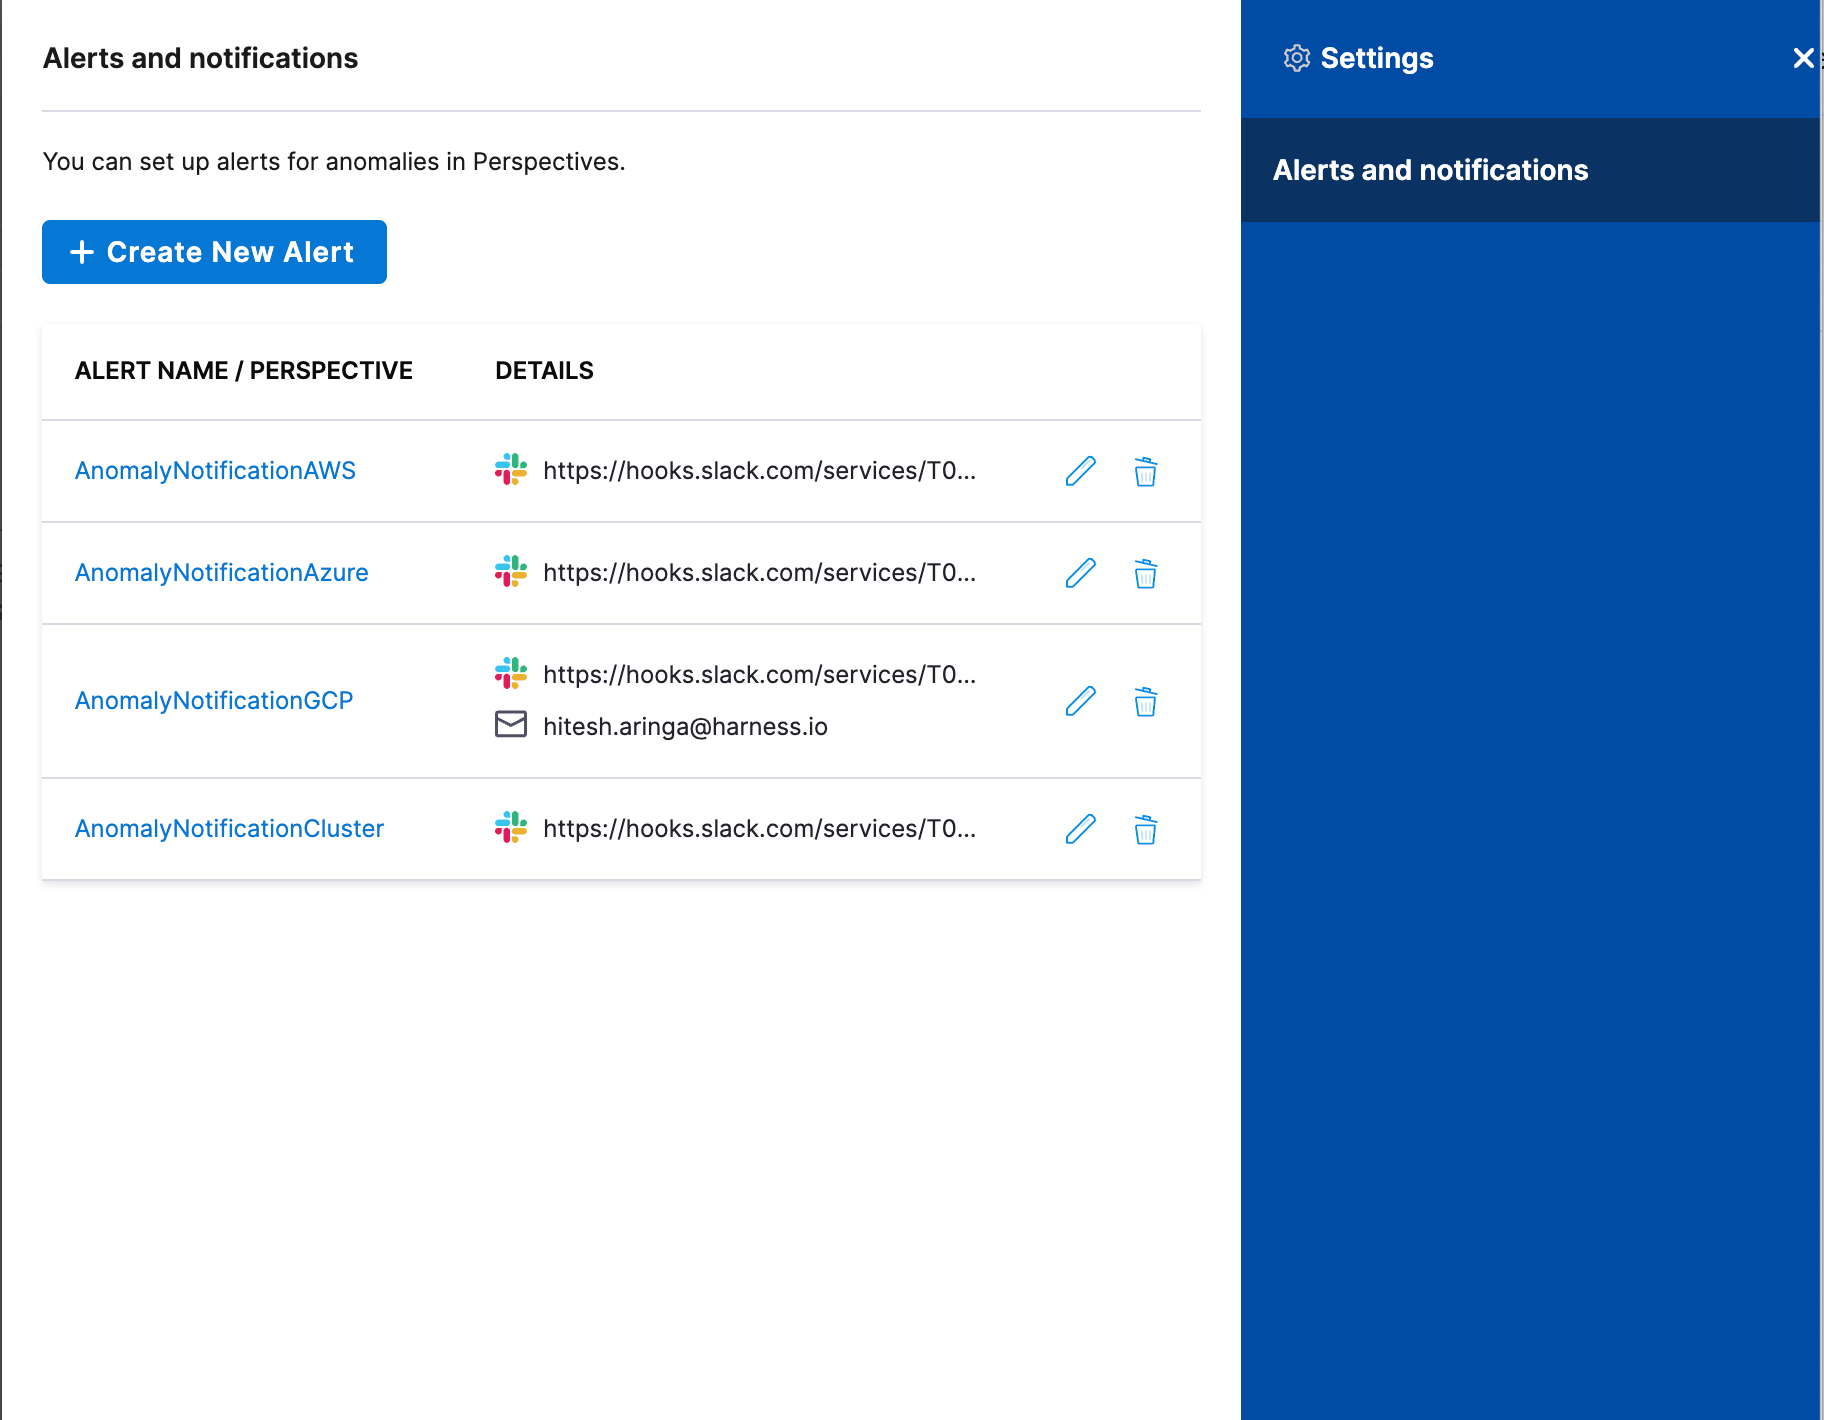 Alerts and notifications
Settings
You can set up alerts for anomalies in Perspectives.
Alerts and notifications
Create New Alert
ALERT NAME / PERSPECTIVE DETAILS
AnomalyNotificationAWS https://hooks.slack.com/services/T0...
AnomalyNotificationAzure https://hooks.slack.com/services/T0...
AnomalyNotificationGCP https://hooks.slack.com/services/T0...
hitesh.aringa@harness.io
AnomalyNotificationCluster https://hooks.slack.com/services/T0...